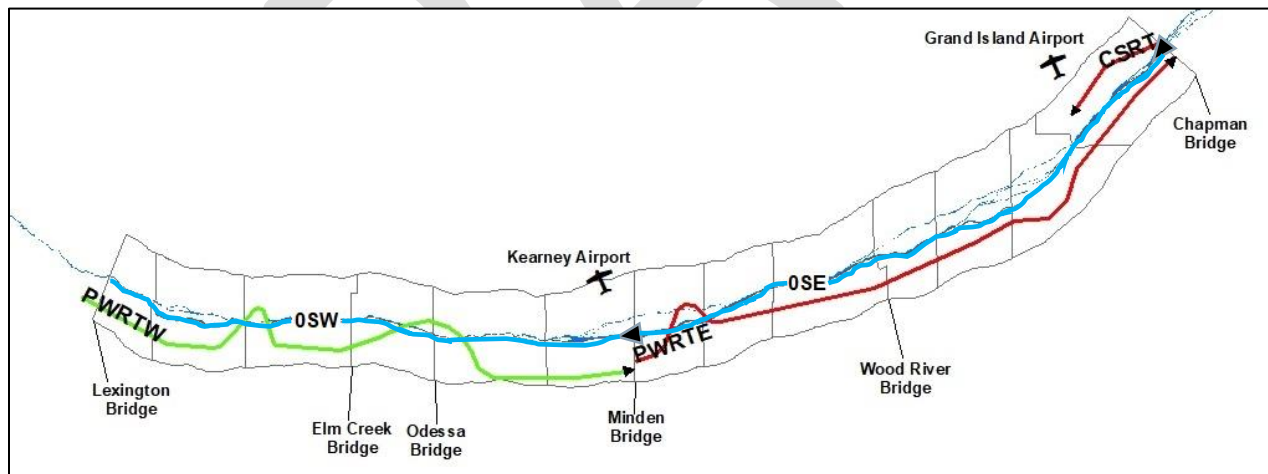 Grand Island Airport
CSRT
Chapman
Bridge
Kearney Airport
0SE
PWRTW
0SW
PWRTE
Wood River
Bridge
Lexington
Bridge
Elm Creek
Bridge
Odessa
Bridge
Minden
Bridge